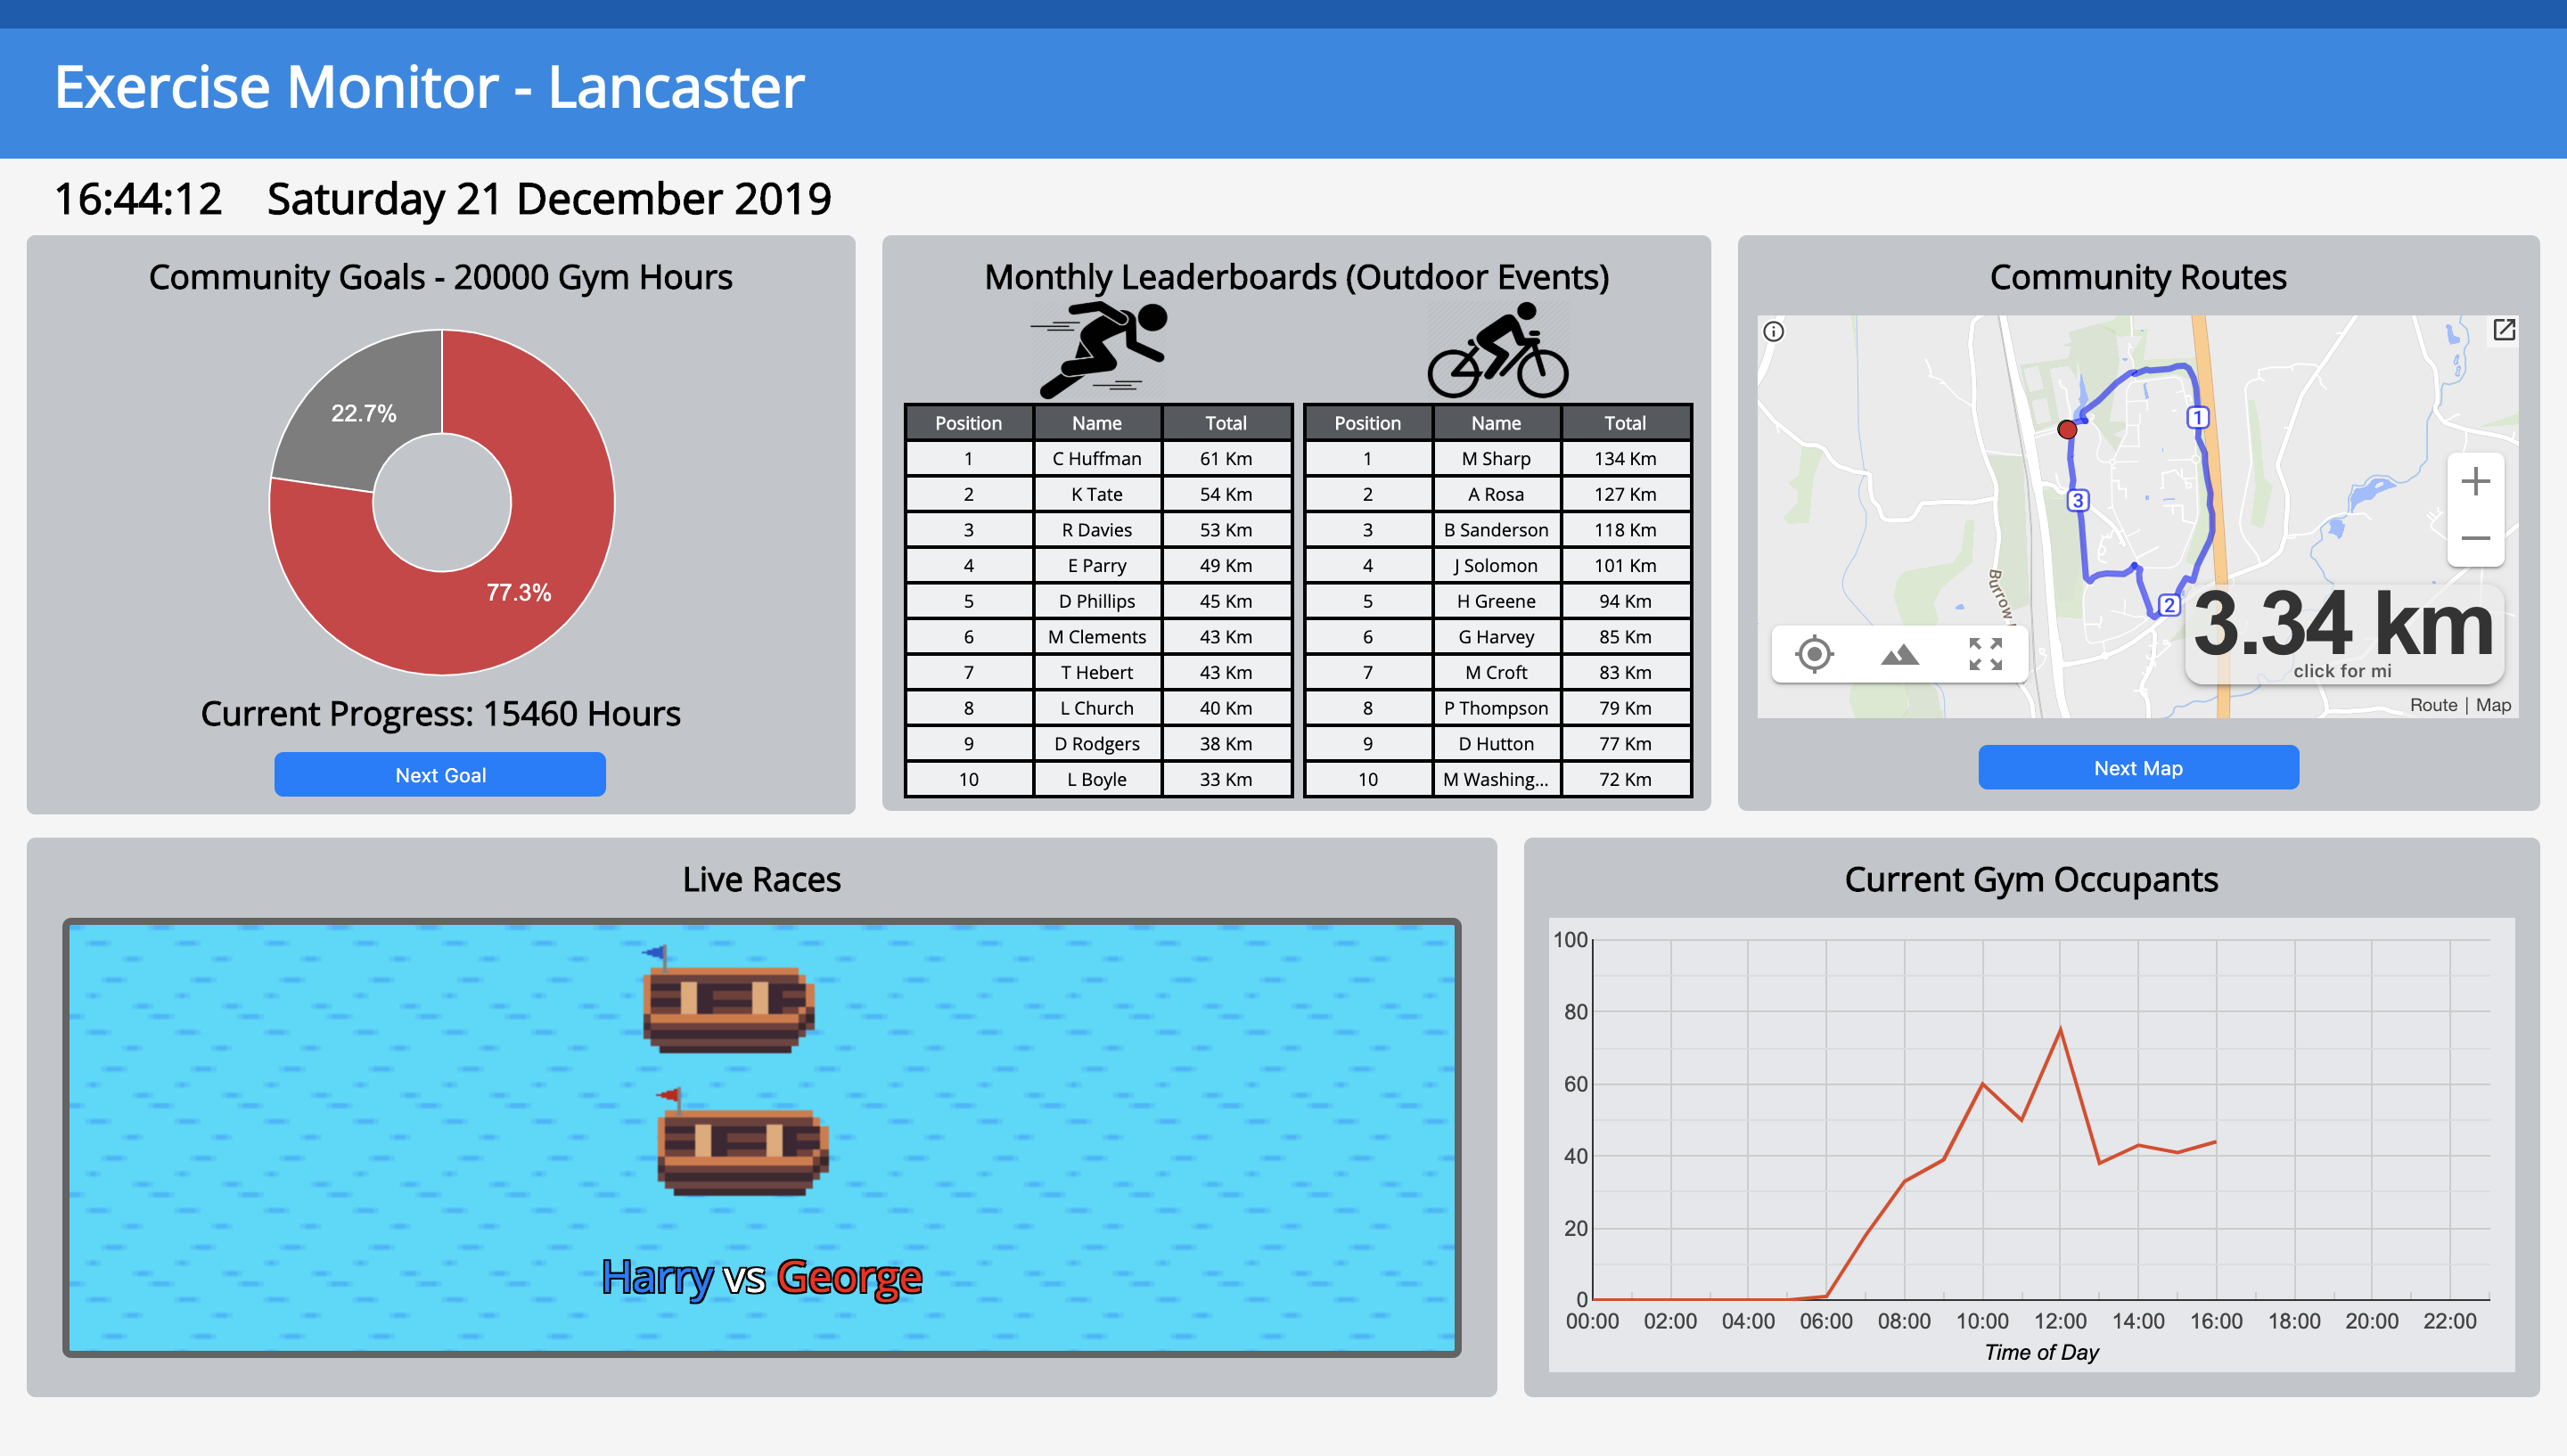 Exercise Monitor - Lancaster
16:44:12 Saturday 21 December 2019
Community Goals - 20000 Gym Hours
22.7%
77.3%
Current Progress: 15460 Hours
Next Goal
Monthly Leaderboards (Outdoor Events)
Position Name Total
1 C Huffman 61 Km
2 K Tate 54 Km
3 R Davies 53 Km
4 E Parry 49 Km
5 D Phillips 45 Km
6 M Clements 43 Km
7 T Hebert 43 Km
8 L Church 40 Km
9 D Rodgers 38 Km
10 L Boyle 33 Km
Position Name Total
1 M Sharp 134 Km
2 A Rosa 127 Km
3 B Sanderson 118 Km
4 J Solomon 101 Km
5 H Greene 94 Km
6 G Harvey 85 Km
7 M Croft 83 Km
8 P Thompson 79 Km
9 D Hutton 77 Km
10 M Washing... 72 Km
Community Routes
1
3
2
Burrow
3.34 km
click for mi
Route | Map
Next Map
Live Races
Harry vs George
Current Gym Occupants
100
80
60
40
20
0
00:00 02:00 04:00 06:00 08:00 10:00 12:00 14:00 16:00 18:00 20:00 22:00
Time of Day